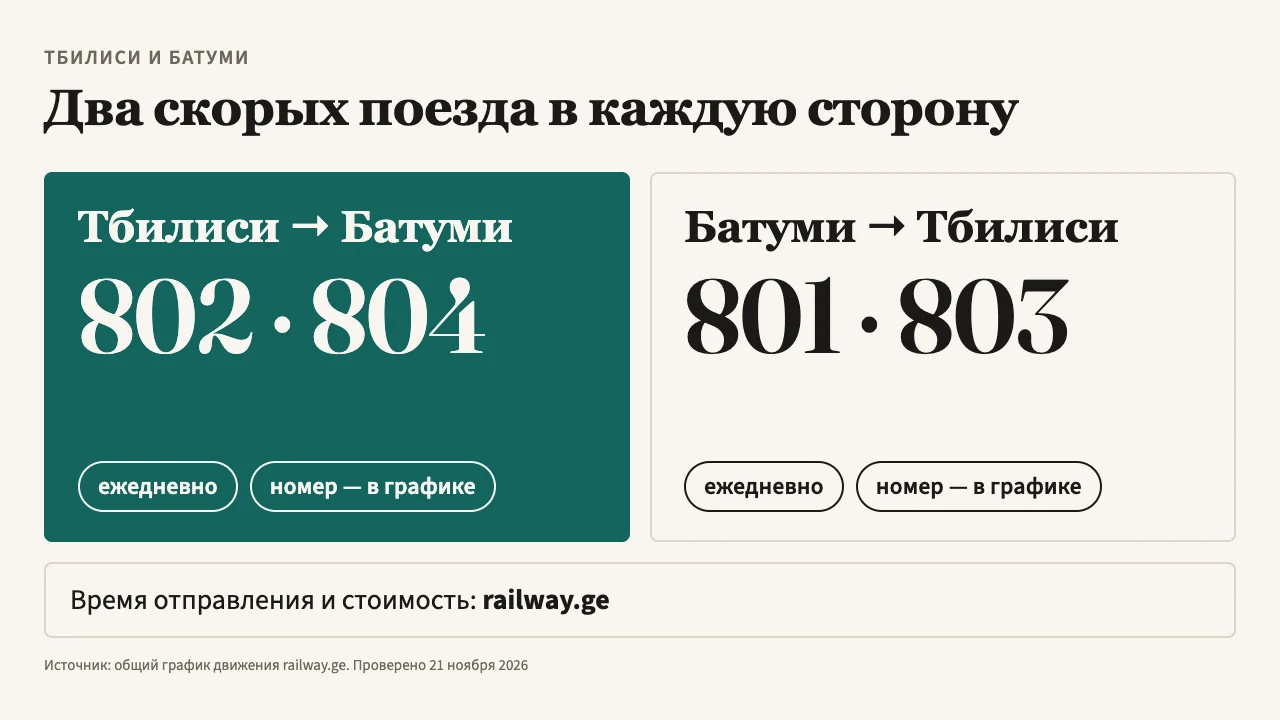 ТБИЛИСИ И БАТУМИ
Два скорых поезда в каждую сторону
Тбилиси → Батуми
802 · 804
ежедневно
номер — в графике
Батуми → Тбилиси
801 · 803
ежедневно
номер — в графике
Время отправления и стоимость: railway.ge
Источник: общий график движения railway.ge. Проверено 21 ноября 2026